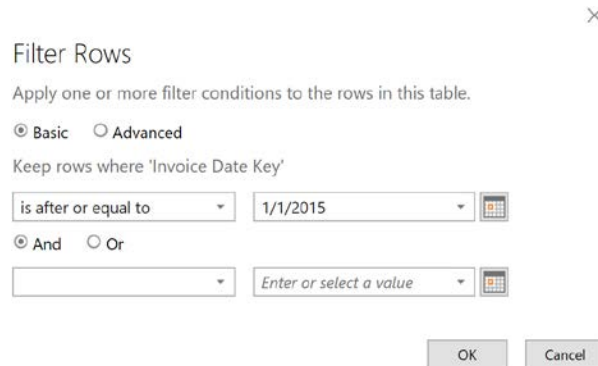 Filter Rows
Apply one or more filter conditions to the rows in this table.
Basic Advanced
Keep rows where 'Invoice Date Key'
is after or equal to 1/1/2015
And Or
Enter or select a value
OK Cancel